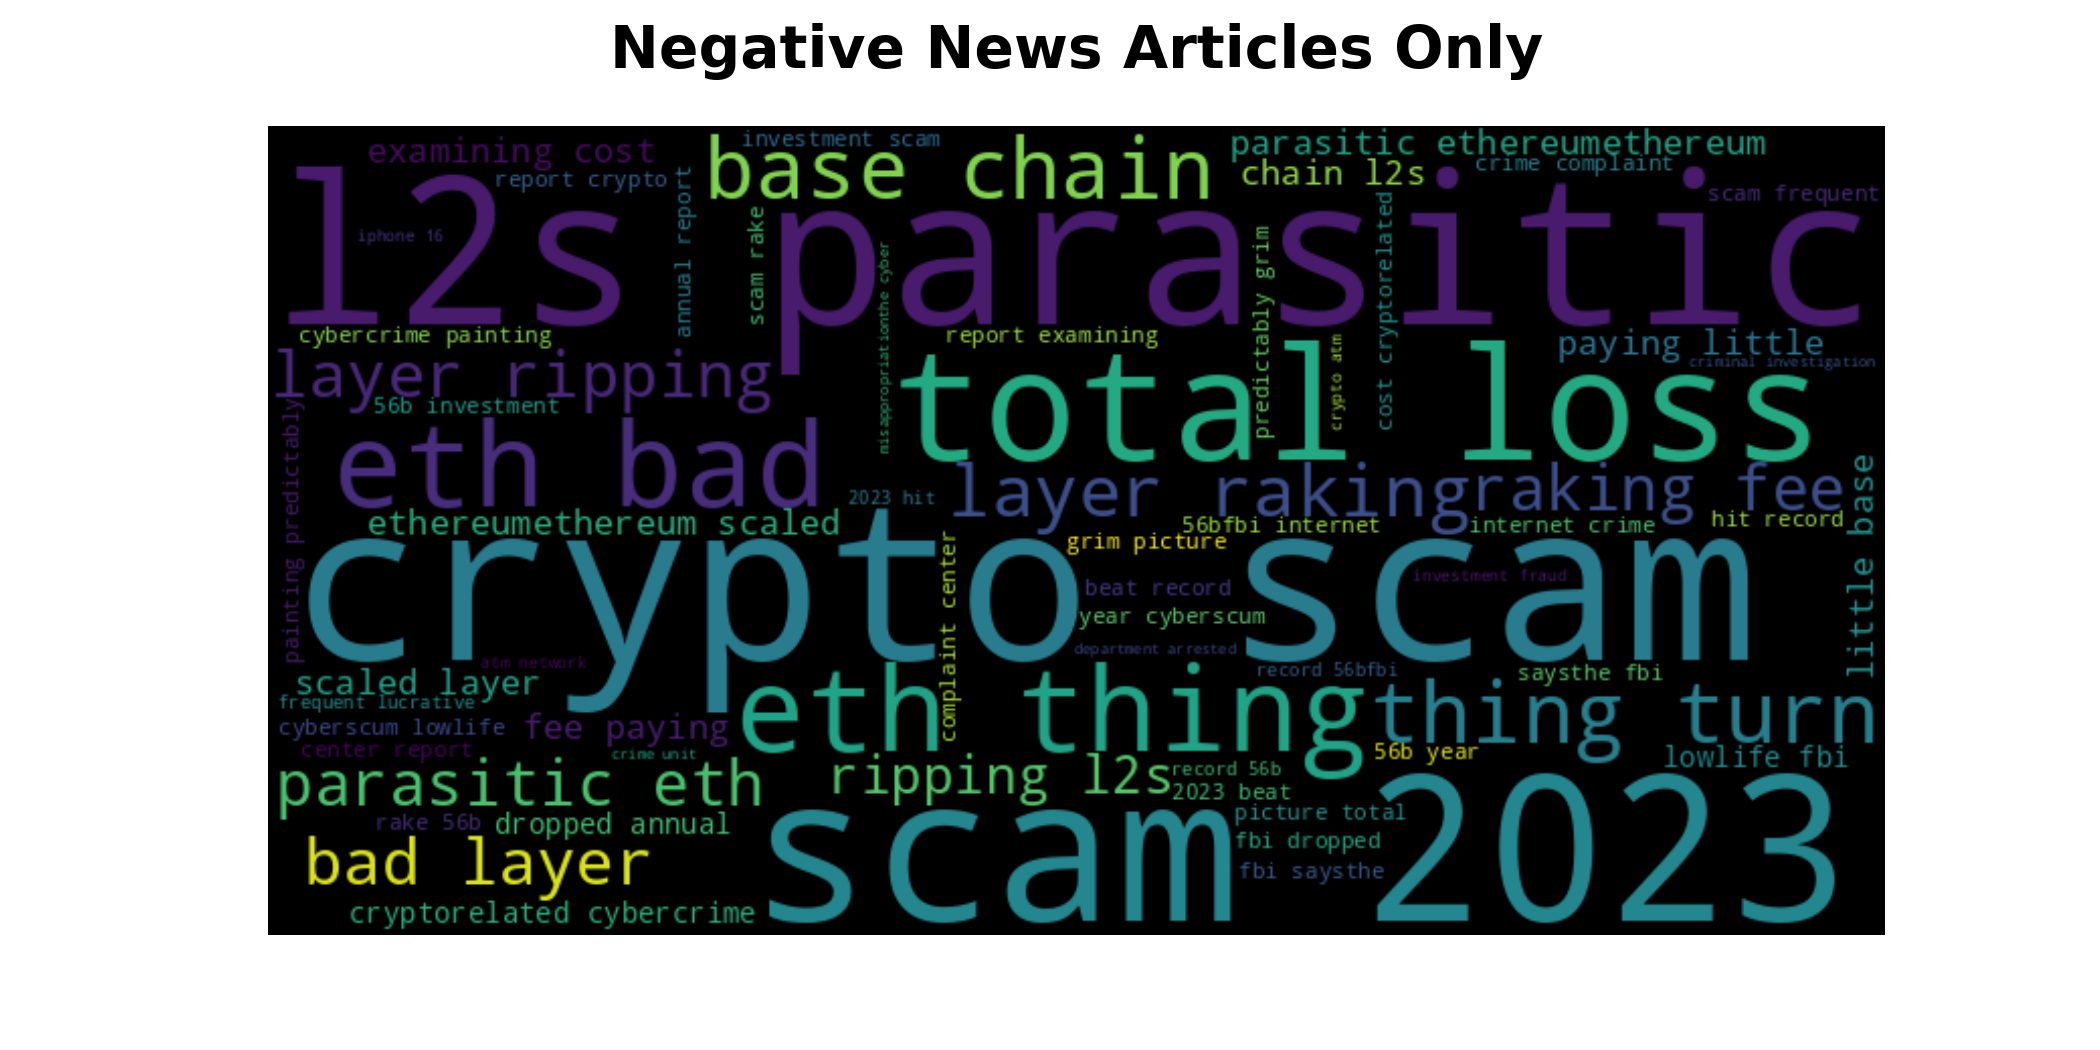 Negative News Articles Only
investment scam
parasitic ethereumethereum
examining cost
base chain
chain l2s
crime complaint
report crypto
scam frequent
l2s parasitic
iphone 16
annual report
scam rake
misappropriationthe cyber
predictably grim
cost cryptorelated
cybercrime painting
report examining
crypto atm
paying little
criminal investigation
layer ripping
total loss
56b investment
painting predictably
eth bad
layer raking
raking fee
little base
2023 hit
ethereumethereum scaled
56bfbi internet
internet crime
hit record
crypto scam
grim picture
complaint center
investment fraud
beat record
year cyberscum
department arrested
atm network
record 56bfbi
saysthe fbi
scaled layer
eth thing
thing turn
frequent lucrative
cyberscum lowlife
fee paying
center report
crime unit
56b year
lowlife fbi
parasitic eth
ripping l2s
record 56b
2023 beat
scam 2023
rake 56b
dropped annual
picture total
fbi dropped
bad layer
fbi saysthe
cryptorelated cybercrime